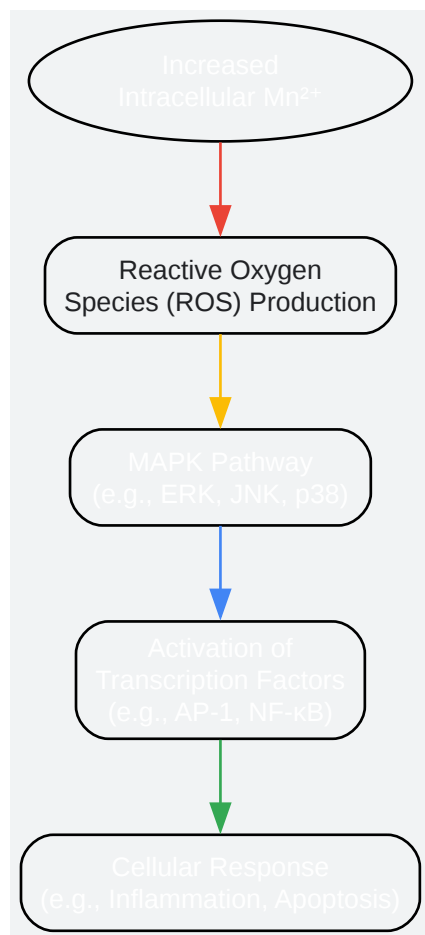 Increased
Intracellular Mn²⁺
Reactive Oxygen
Species (ROS) Production
MAPK Pathway
(e.g., ERK, JNK, p38)
Activation of
Transcription Factors
(e.g., AP-1, NF-κB)
Cellular Response
(e.g., Inflammation, Apoptosis)